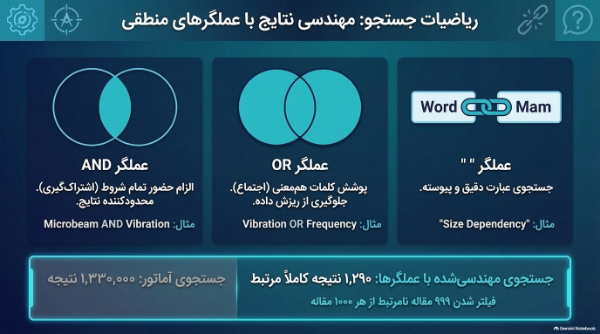 ریاضیات جستجو: مهندسی نتایج با عملگرهای منطقی
Word Mam
عملگر " "
جستجوی عبارت دقیق و پیوسته.
مثال: "Size Dependency"
عملگر OR
پوشش کلمات هم‌معنی (اجتماع).
جلوگیری از ریزش داده.
مثال: Vibration OR Frequency
عملگر AND
الزام حضور تمام شروط (اشتراک‌گیری).
محدودکننده نتایج.
مثال: Microbeam AND Vibration
جستجوی مهندسی‌شده با عملگرها: ۱,۲۹۰ نتیجه کاملاً مرتبط
فیلتر شدن ۹۹۹ مقاله نامرتبط از هر ۱۰۰۰ مقاله
جستجوی آماتور: ۱,۳۳۰,۰۰۰ نتیجه
Gemini Notebook